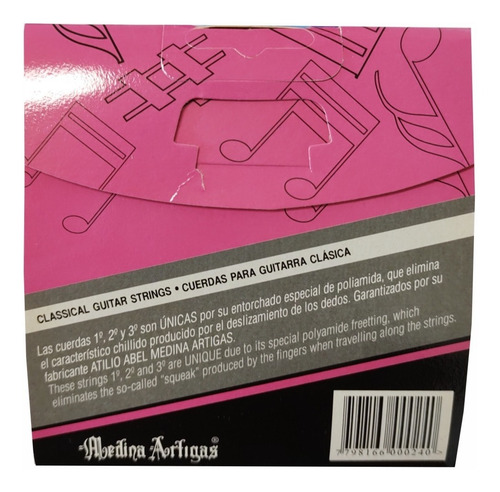 CLASSICAL GUITAR STRINGS • CUERDAS PARA GUITARRA CLÁSICA
Las cuerdas 1º, 2º y 3º son ÚNICAS por su entorchado especial de poliamida, que elimina
el característico chillido producido por el deslizamiento de los dedos. Garantizados por su
fabricante ATILIO ABEL MEDINA ARTIGAS.
These strings 1º, 2º and 3º are UNIQUE due to its special polyamide freetting, which
eliminates the so-called "squeak" produced by the fingers when travelling along the strings.
Medina Artigas
7 798166 000240 >